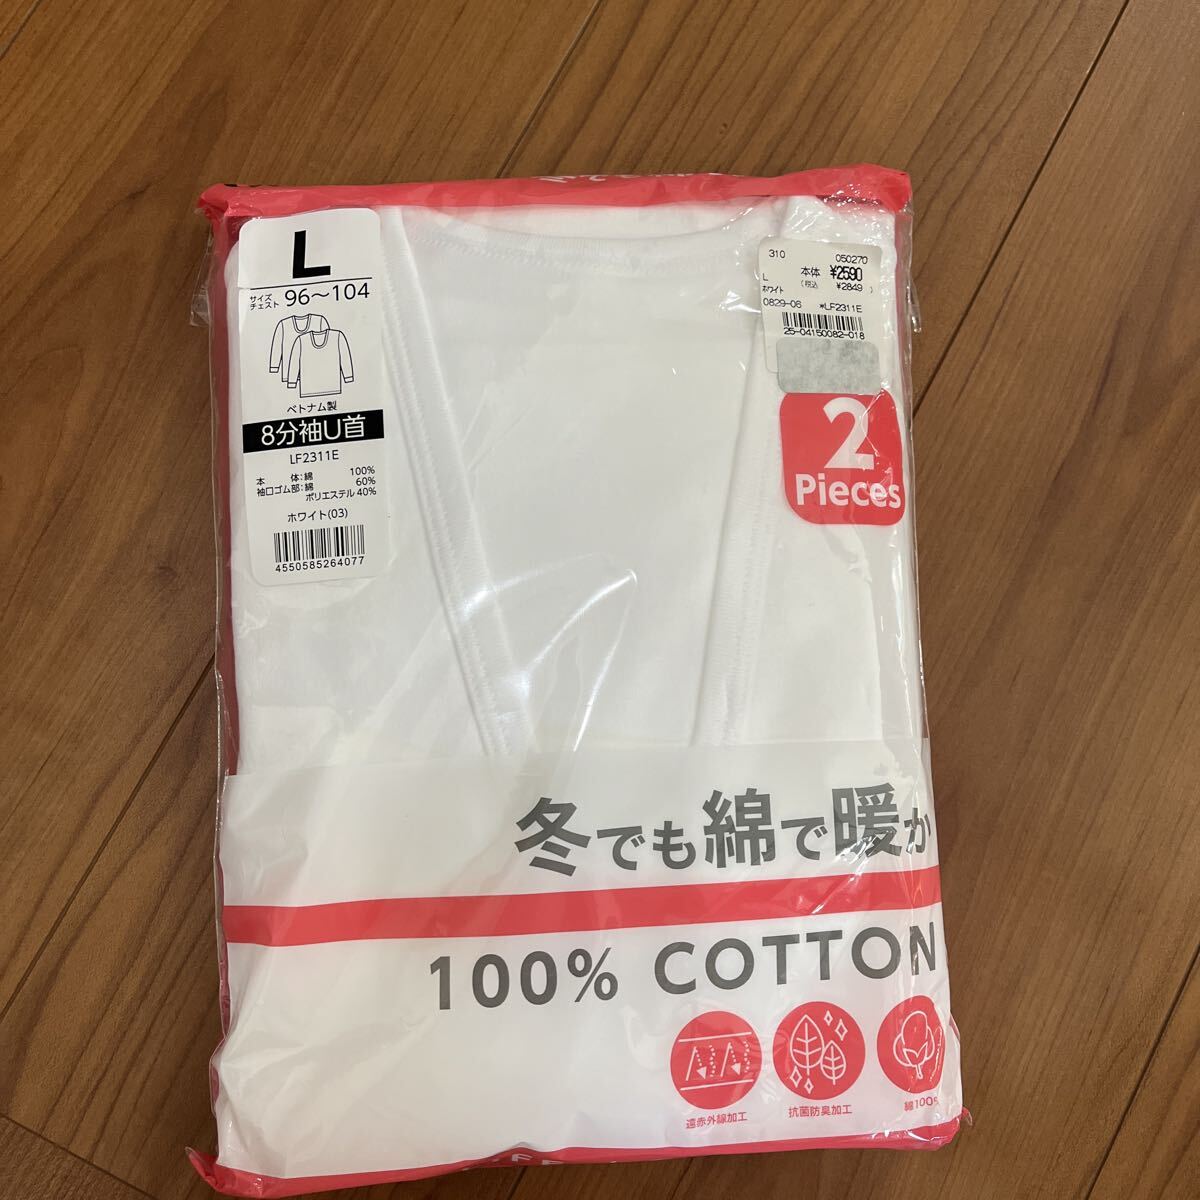 L
サイズ
チェスト 96～104
ベトナム製
8分袖U首
LF2311E
本　体:綿 100%
袖口ゴム部:綿 60%
ポリエステル 40%
ホワイト(03)
4550585264077
310 050270
L 本体 ¥2590
ホワイト (税込 ¥2849)
0829-06 *LF2311E
25-04150082-018
2
Pieces
冬でも綿で暖か
100% COTTON
遠赤外線加工
抗菌防臭加工
綿100%